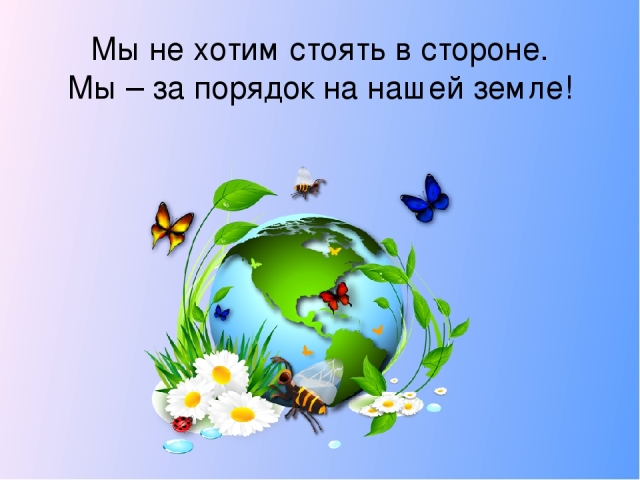 Мы не хотим стоять в стороне.
Мы – за порядок на нашей земле!